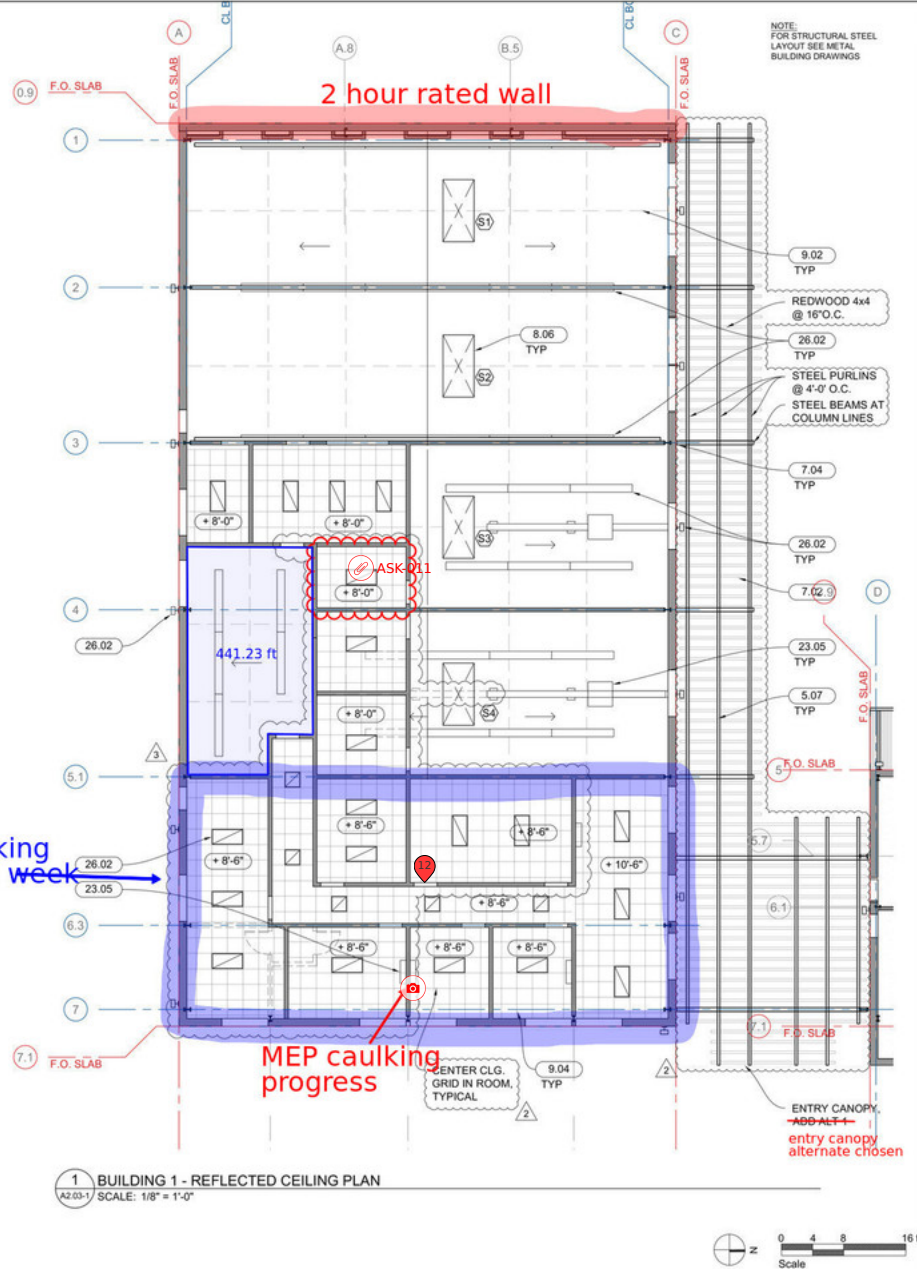 CL BO
CL BO
NOTE:
FOR STRUCTURAL STEEL
LAYOUT SEE METAL
BUILDING DRAWINGS
A
A.8
B.5
C
F.O. SLAB
F.O. SLAB
0.9
F.O. SLAB
2 hour rated wall
1
S1
9.02
TYP
2
REDWOOD 4x4
@ 16"O.C.
8.06
TYP
26.02
TYP
S2
STEEL PURLINS
@ 4'-0' O.C.
STEEL BEAMS AT
COLUMN LINES
3
7.04
TYP
+ 8'-0"
+ 8'-0"
S3
26.02
TYP
ASK-011
+ 8'-0"
7.02
D
4
26.02
441.23 ft
23.05
TYP
5.07
TYP
F.O. SLAB
+ 8'-0"
S4
3
5.1
5
F.O. SLAB
+ 8'-6"
+ 8'-6"
+ 8'-6"
+ 10'-6"
5.7
king
week
26.02
23.05
12
+ 8'-6"
6.1
6.3
+ 8'-6"
+ 8'-6"
+ 8'-6"
7
7.1
F.O. SLAB
7.1
F.O. SLAB
MEP caulking
progress
CENTER CLG.
GRID IN ROOM,
TYPICAL
9.04
TYP
2
2
ENTRY CANOPY,
ADD ALT 1
entry canopy
alternate chosen
1
A2.03-1
BUILDING 1 - REFLECTED CEILING PLAN
SCALE: 1/8" = 1'-0"
N
0 4 8 16
Scale